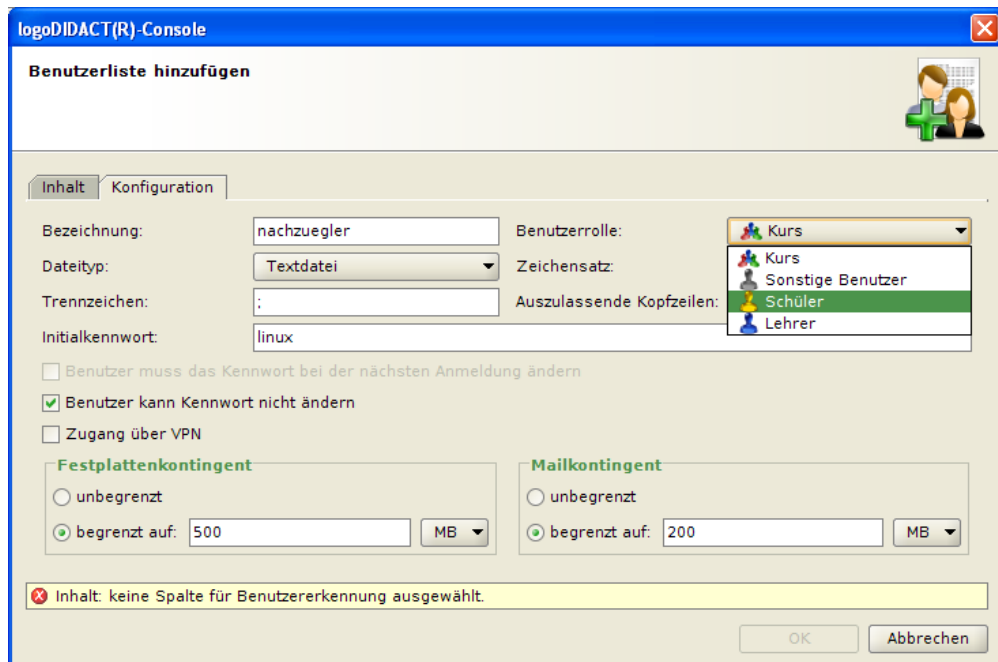 logoDIDACT(R)-Console
Benutzerliste hinzufügen
Inhalt Konfiguration
Bezeichnung: nachzuegler Benutzerrolle: Kurs
Dateityp: Textdatei Zeichensatz: Kurs
Sonstige Benutzer
Trennzeichen: ; Auszulassende Kopfzeilen: Schüler
Lehrer
Initialkennwort: linux
Benutzer muss das Kennwort bei der nächsten Anmeldung ändern
Benutzer kann Kennwort nicht ändern
Zugang über VPN
Festplattenkontingent Mailkontingent
unbegrenzt unbegrenzt
begrenzt auf: 500 MB begrenzt auf: 200 MB
Inhalt: keine Spalte für Benutzererkennung ausgewählt.
OK Abbrechen